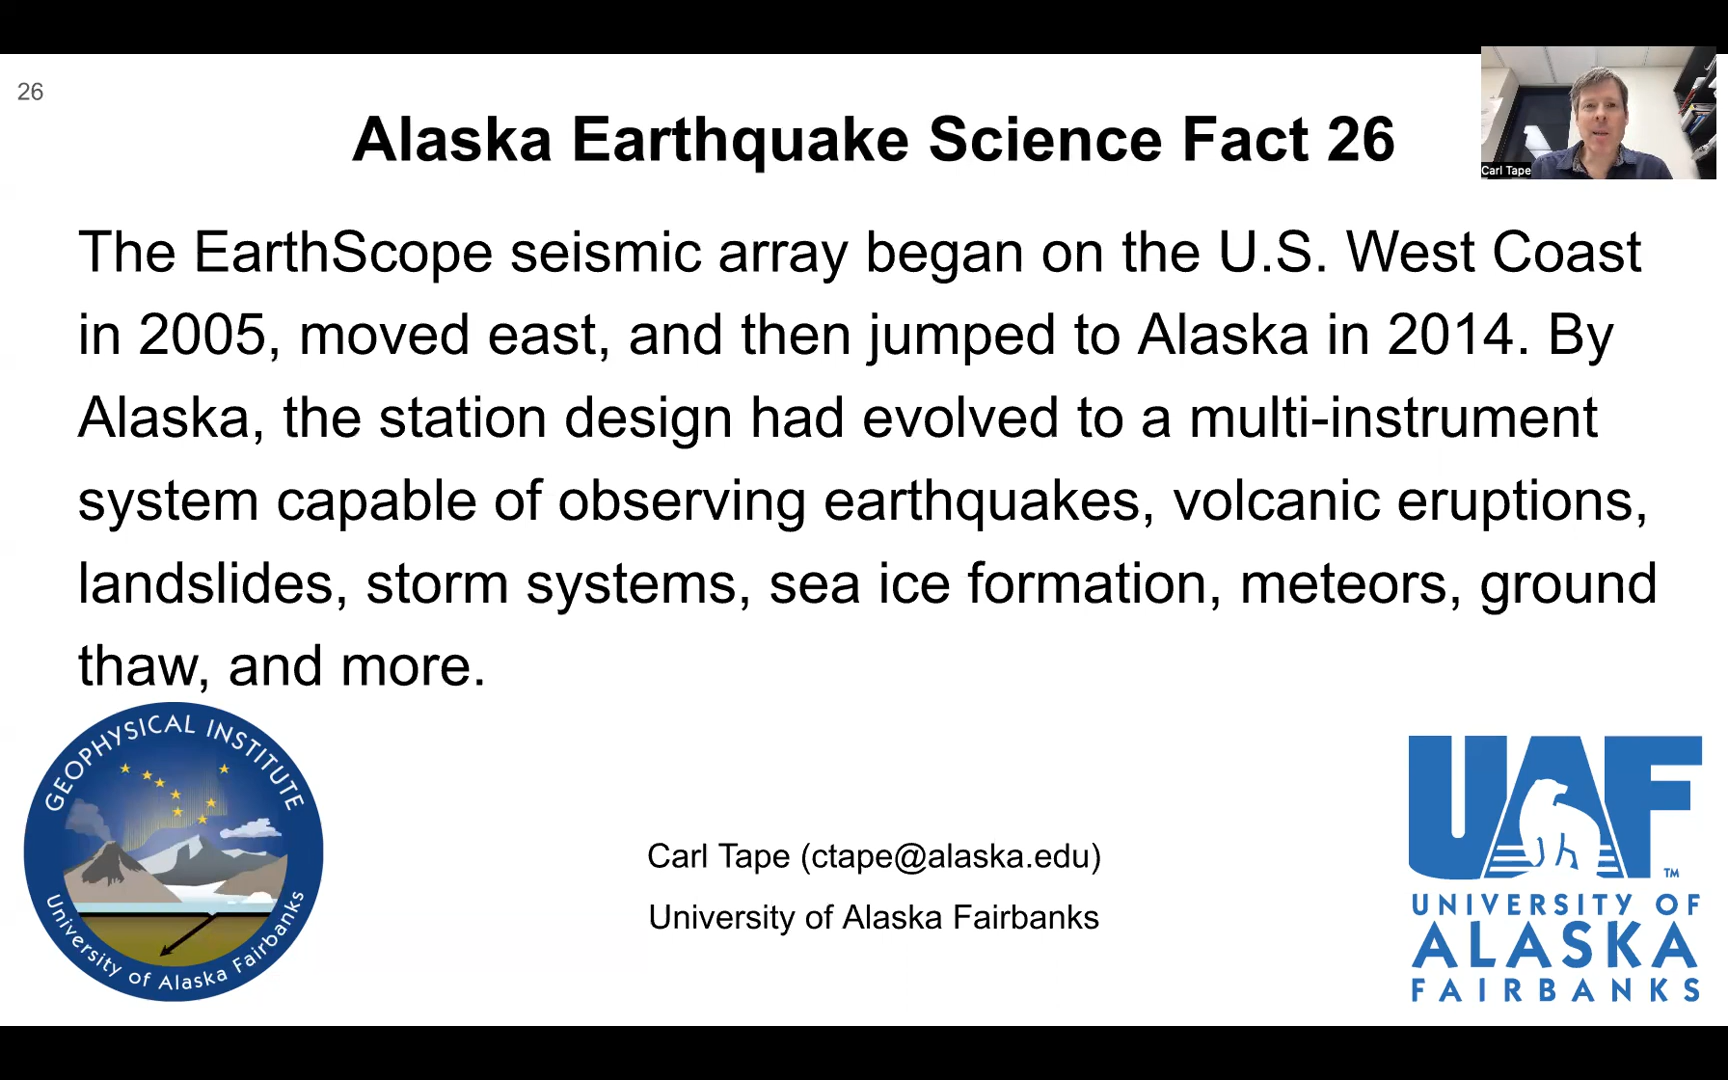 26
Alaska Earthquake Science Fact 26
Carl Tape
The EarthScope seismic array began on the U.S. West Coast
in 2005, moved east, and then jumped to Alaska in 2014. By
Alaska, the station design had evolved to a multi-instrument
system capable of observing earthquakes, volcanic eruptions,
landslides, storm systems, sea ice formation, meteors, ground
thaw, and more.
GEOPHYSICAL INSTITUTE
University of Alaska Fairbanks
Carl Tape (ctape@alaska.edu)
University of Alaska Fairbanks
UAF
TM
UNIVERSITY OF
ALASKA
FAIRBANKS